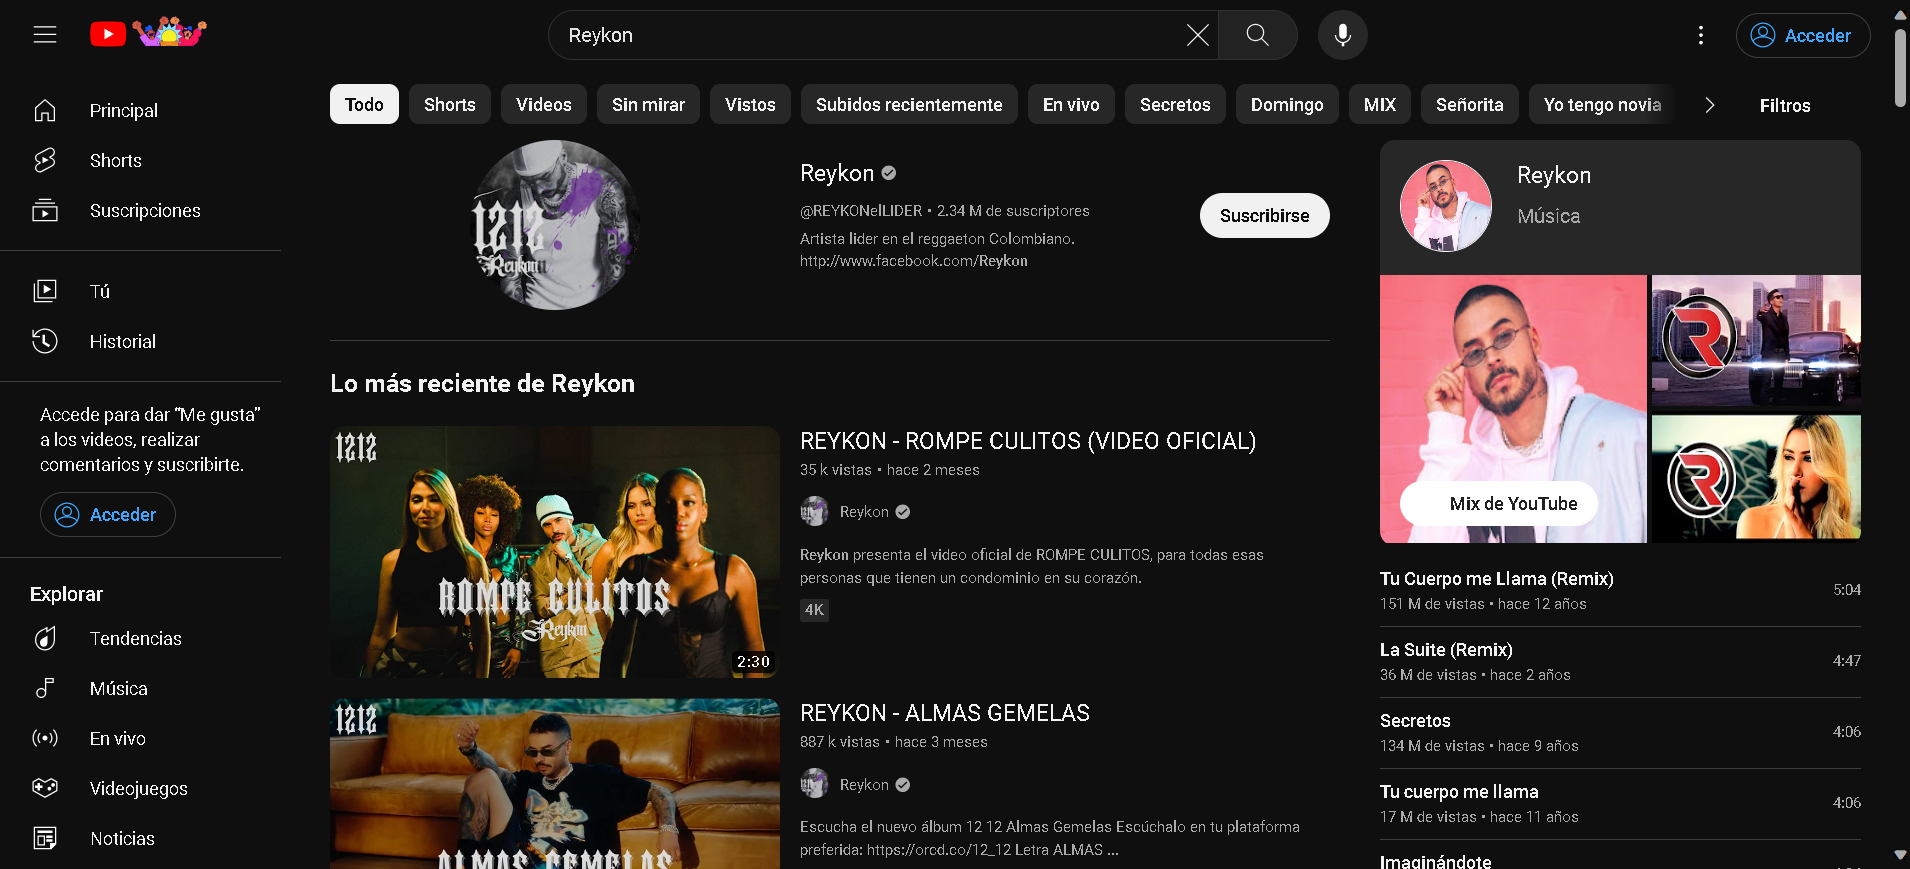 Reykon
Acceder
Principal
Shorts
Suscripciones
Tú
Historial
Accede para dar “Me gusta”
a los videos, realizar
comentarios y suscribirte.
Acceder
Explorar
Tendencias
Música
En vivo
Videojuegos
Noticias
Todo
Shorts
Videos
Sin mirar
Vistos
Subidos recientemente
En vivo
Secretos
Domingo
MIX
Señorita
Yo tengo novia
Filtros
1212
Reykon
Reykon
@REYKONelLIDER • 2.34 M de suscriptores
Artista lider en el reggaeton Colombiano.
http://www.facebook.com/Reykon
Suscribirse
Lo más reciente de Reykon
1212
ROMPE CULITOS
Reykon
2:30
REYKON - ROMPE CULITOS (VIDEO OFICIAL)
35 k vistas • hace 2 meses
Reykon
Reykon presenta el video oficial de ROMPE CULITOS, para todas esas
personas que tienen un condominio en su corazón.
4K
1212
ALMAS GEMELAS
REYKON - ALMAS GEMELAS
887 k vistas • hace 3 meses
Reykon
Escucha el nuevo álbum 12 12 Almas Gemelas Escúchalo en tu plataforma
preferida: https://orcd.co/12_12 Letra ALMAS ...
Reykon
Música
R
R
Mix de YouTube
Tu Cuerpo me Llama (Remix)
151 M de vistas • hace 12 años
5:04
La Suite (Remix)
36 M de vistas • hace 2 años
4:47
Secretos
134 M de vistas • hace 9 años
4:06
Tu cuerpo me llama
17 M de vistas • hace 11 años
4:06
Imaginándote